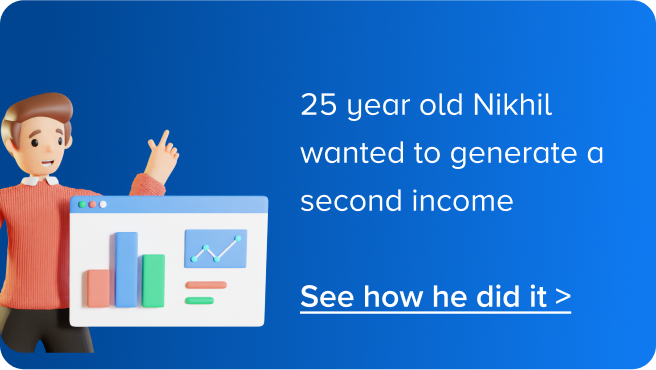 25 year old Nikhil
wanted to generate a
second income
See how he did it >